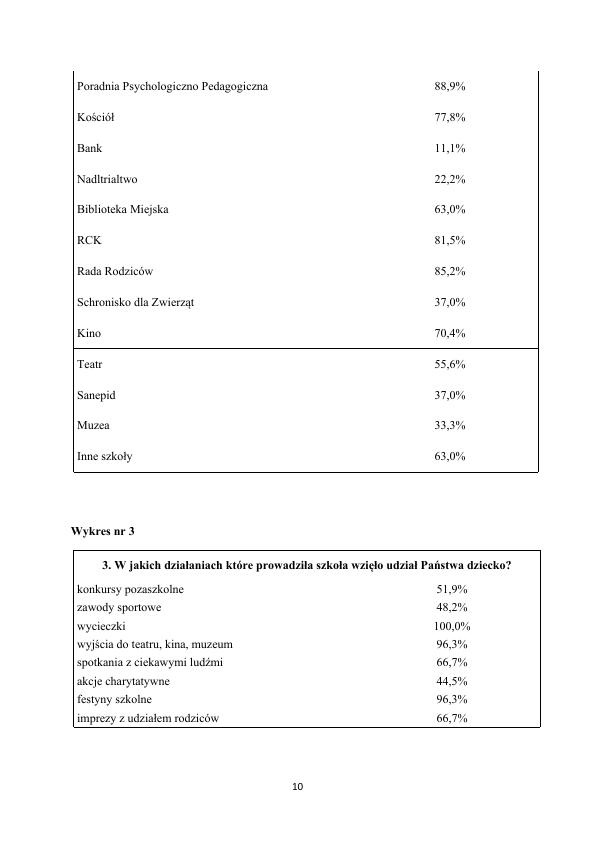 Poradnia Psychologiczno Pedagogiczna 88,9%
Kościół 77,8%
Bank 11,1%
Nadltrialtwo 22,2%
Biblioteka Miejska 63,0%
RCK 81,5%
Rada Rodziców 85,2%
Schronisko dla Zwierząt 37,0%
Kino 70,4%
Teatr 55,6%
Sanepid 37,0%
Muzea 33,3%
Inne szkoły 63,0%
Wykres nr 3
3. W jakich działaniach które prowadziła szkoła wzięło udział Państwa dziecko?
konkursy pozaszkolne 51,9%
zawody sportowe 48,2%
wycieczki 100,0%
wyjścia do teatru, kina, muzeum 96,3%
spotkania z ciekawymi ludźmi 66,7%
akcje charytatywne 44,5%
festyny szkolne 96,3%
imprezy z udziałem rodziców 66,7%
10